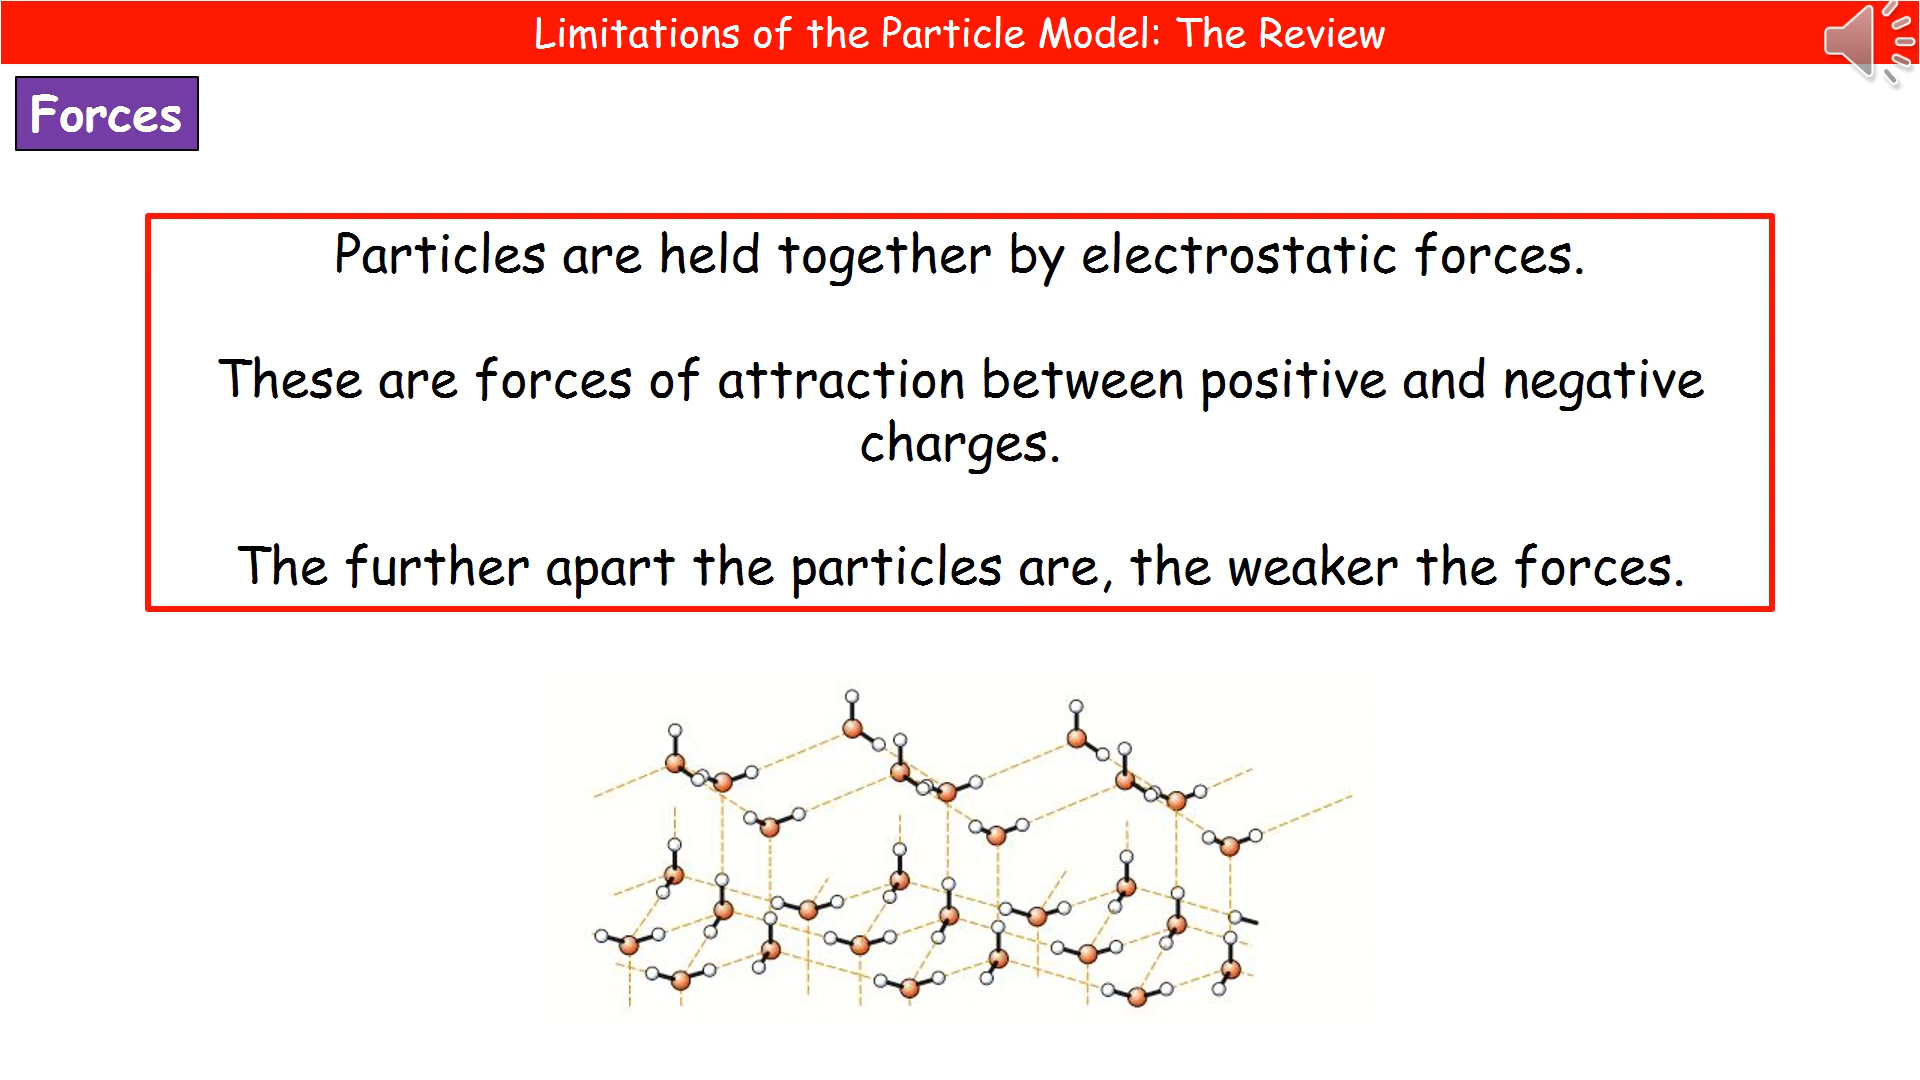 Limitations of the Particle Model: The Review
Forces
Particles are held together by electrostatic forces.
These are forces of attraction between positive and negative
charges.
The further apart the particles are, the weaker the forces.